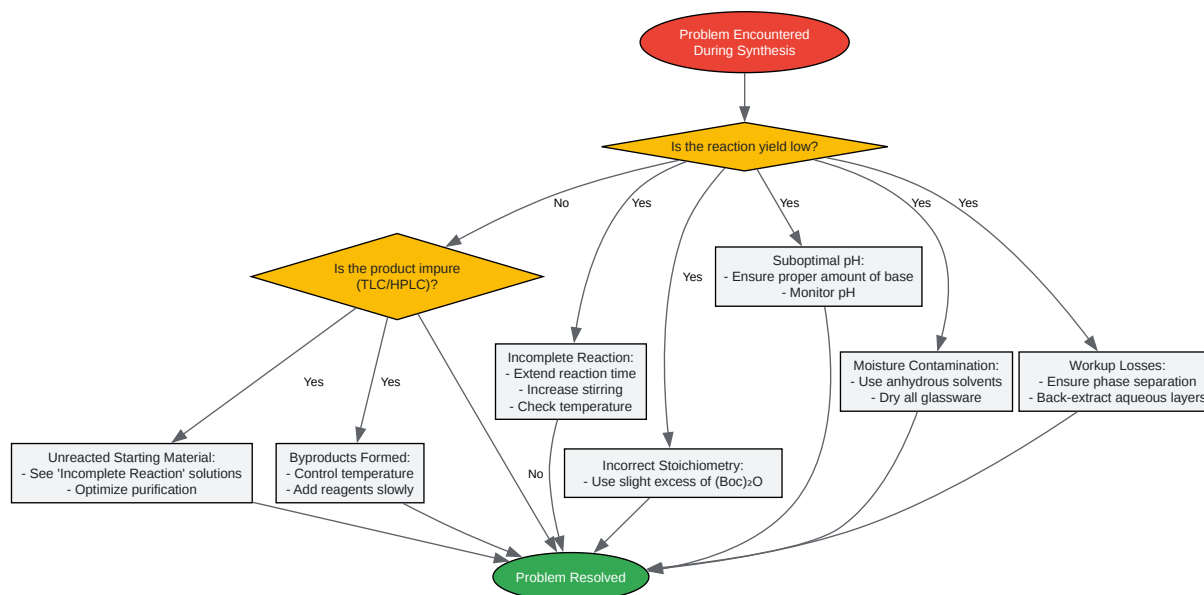 Problem Encountered
During Synthesis
Is the reaction yield low?
No
Yes
Yes
Yes
Yes
Yes
Is the product impure
(TLC/HPLC)?
Suboptimal pH:
- Ensure proper amount of base
- Monitor pH
Incomplete Reaction:
- Extend reaction time
- Increase stirring
- Check temperature
Moisture Contamination:
- Use anhydrous solvents
- Dry all glassware
Workup Losses:
- Ensure phase separation
- Back-extract aqueous layers
Yes
Yes
No
Unreacted Starting Material:
- See 'Incomplete Reaction' solutions
- Optimize purification
Byproducts Formed:
- Control temperature
- Add reagents slowly
Incorrect Stoichiometry:
- Use slight excess of (Boc)₂O
Problem Resolved